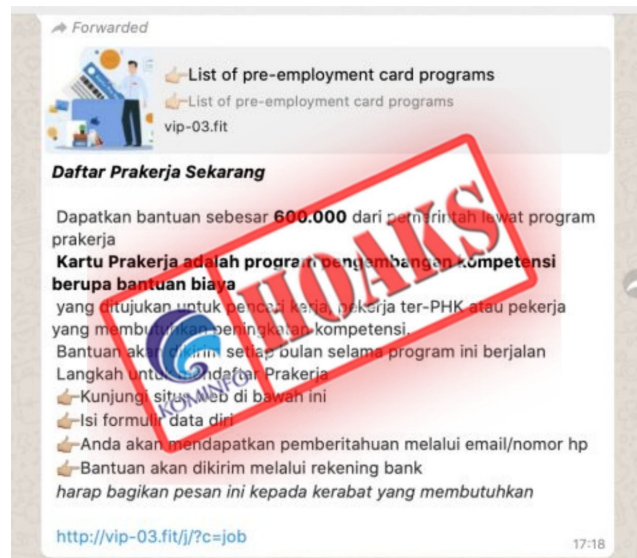 Forwarded
👉🏻List of pre-employment card programs
👉🏻List of pre-employment card programs
vip-03.fit
Daftar Prakerja Sekarang
Dapatkan bantuan sebesar 600.000 dari pemerintah lewat program
prakerja
Kartu Prakerja adalah program pengembangan kompetensi
berupa bantuan biaya
yang ditujukan untuk pencari kerja, pekerja ter-PHK atau pekerja
yang membutuhkan peningkatan kompetensi.
Bantuan akan dikirim setiap bulan selama program ini berjalan
Langkah untuk mendaftar Prakerja
👉🏻Kunjungi situs web di bawah ini
👉🏻Isi formulir data diri
👉🏻Anda akan mendapatkan pemberitahuan melalui email/nomor hp
👉🏻Bantuan akan dikirim melalui rekening bank
harap bagikan pesan ini kepada kerabat yang membutuhkan
http://vip-03.fit/j/?c=job
17:18
HOAKS
KOMINFO